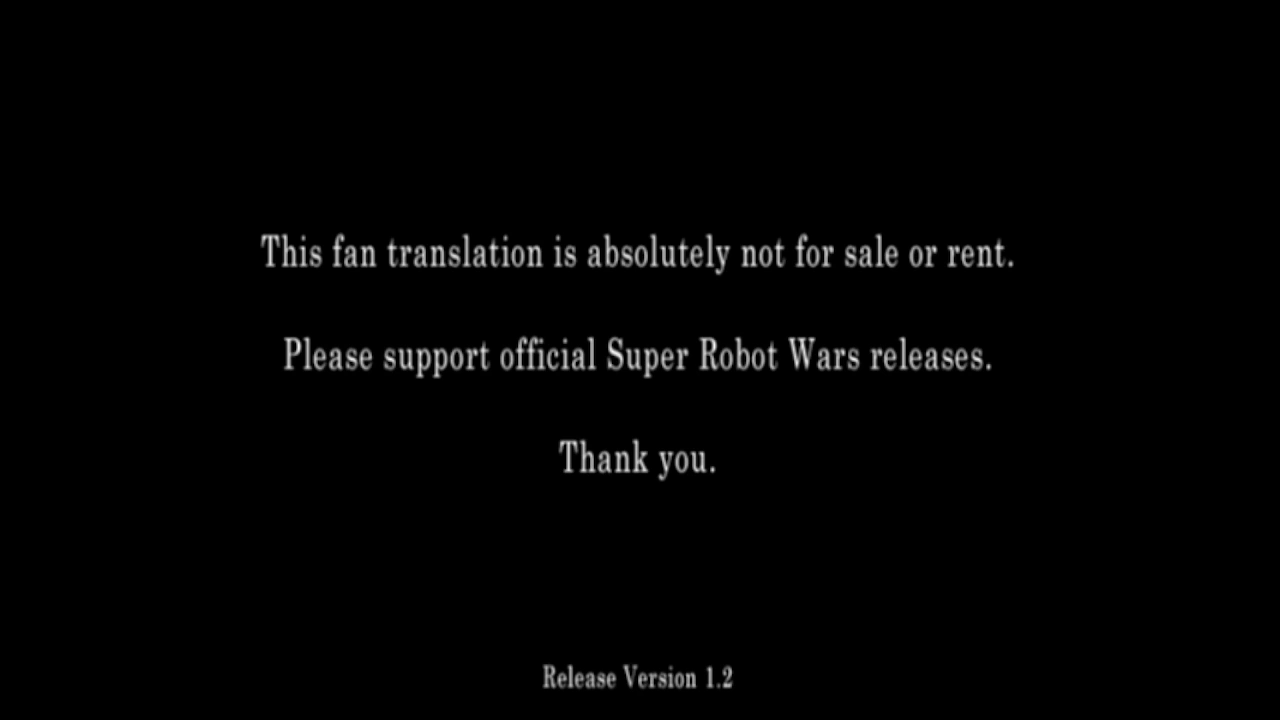 This fan translation is absolutely not for sale or rent.
Please support official Super Robot Wars releases.
Thank you.
Release Version 1.2